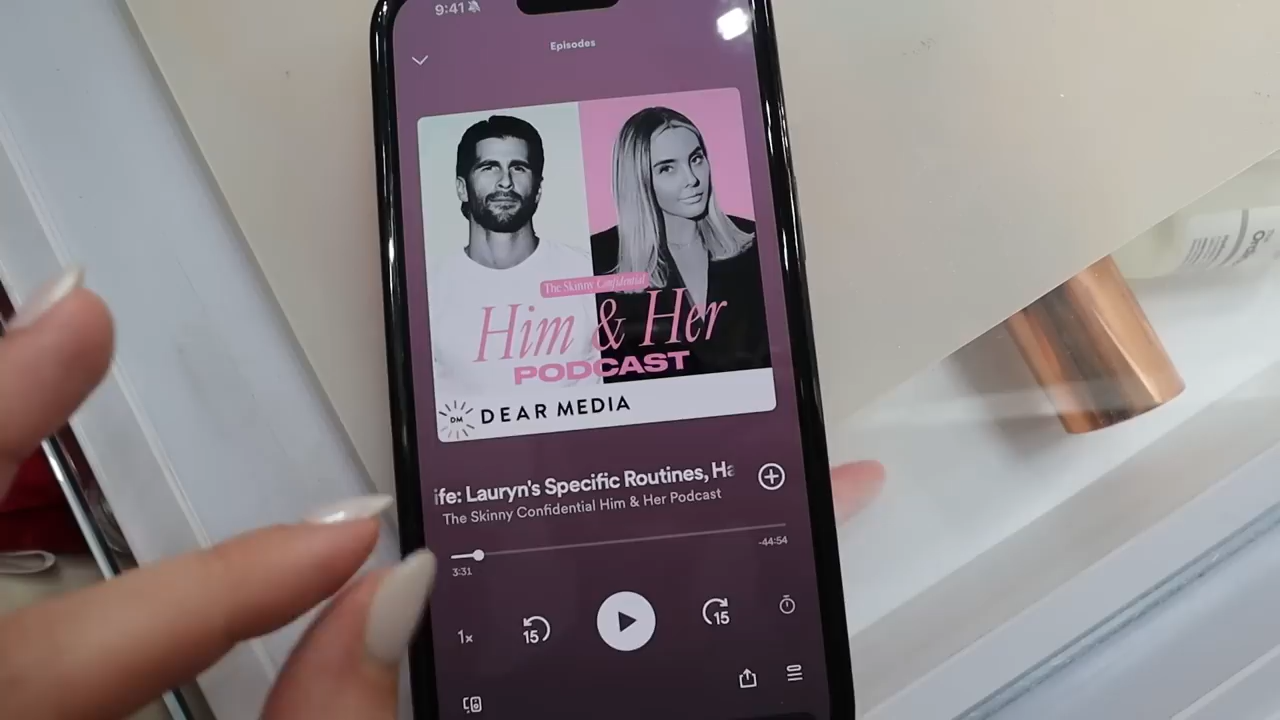 9:41
Episodes
The Skinny Confidential
Him & Her
PODCAST
DM
DEAR MEDIA
ife: Lauryn's Specific Routines, Ha
The Skinny Confidential Him & Her Podcast
3:31
-44:54
1x
15
15